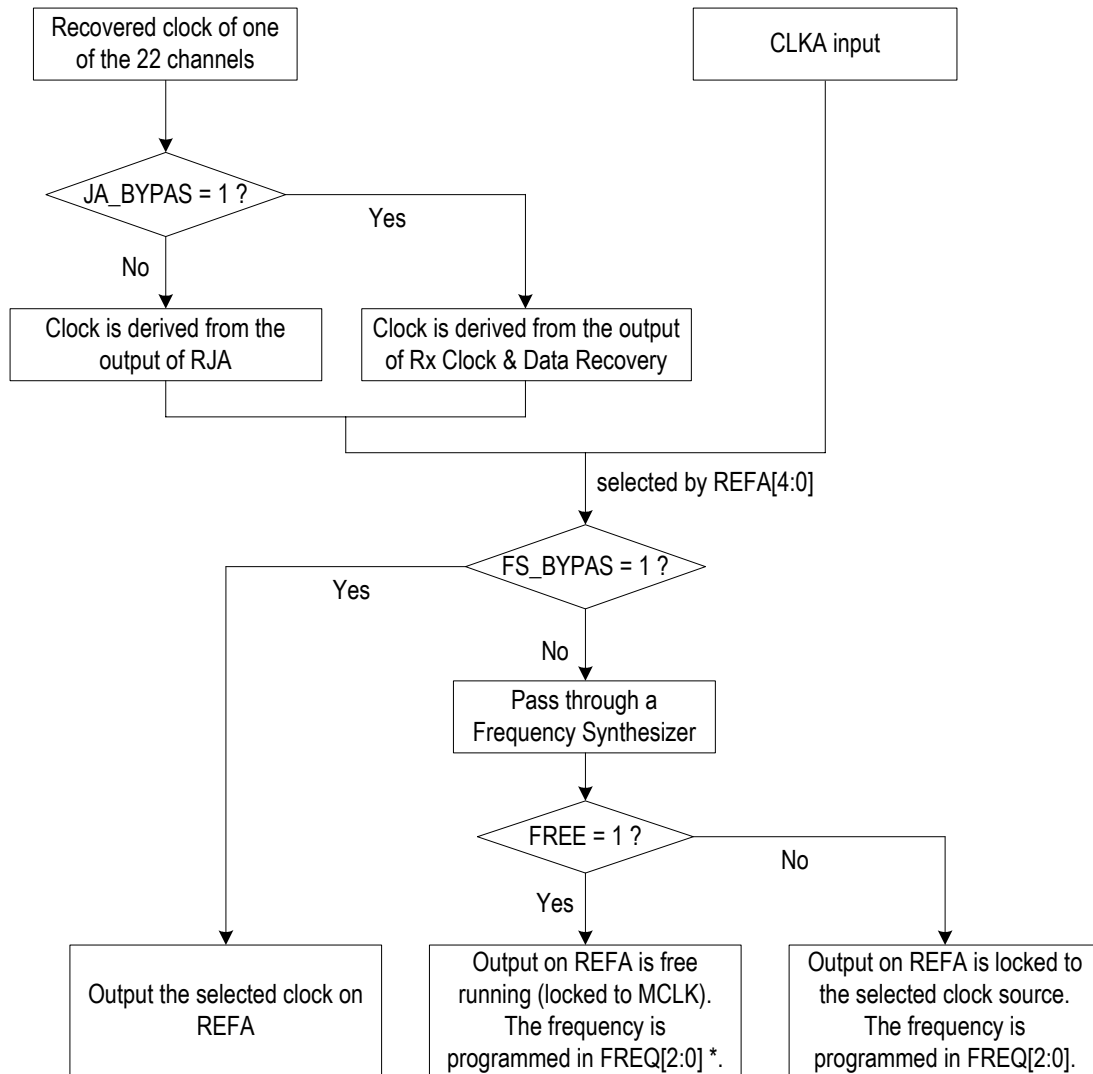 Recovered clock of one
of the 22 channels
CLKA input
JA_BYPAS = 1 ?
Yes
No
Clock is derived from the
output of RJA
Clock is derived from the output
of Rx Clock & Data Recovery
selected by REFA[4:0]
FS_BYPAS = 1 ?
Yes
No
Pass through a
Frequency Synthesizer
FREE = 1 ?
No
Yes
Output the selected clock on
REFA
Output on REFA is free
running (locked to MCLK).
The frequency is
programmed in FREQ[2:0] *.
Output on REFA is locked to
the selected clock source.
The frequency is
programmed in FREQ[2:0].